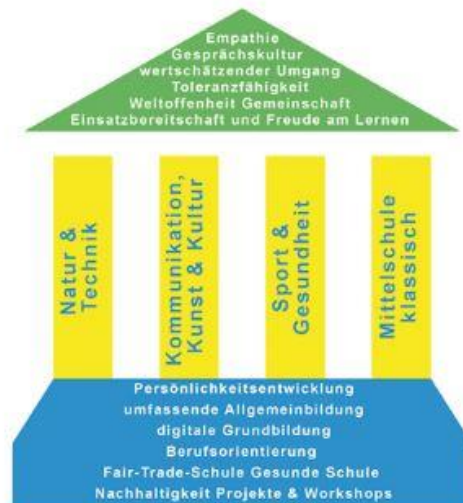 Empathie
Gesprächskultur
wertschätzender Umgang
Toleranzfähigkeit
Weltoffenheit Gemeinschaft
Einsatzbereitschaft und Freude am Lernen
Natur &
Technik
Kommunikation,
Kunst & Kultur
Sport &
Gesundheit
Mittelschule
klassisch
Persönlichkeitsentwicklung
umfassende Allgemeinbildung
digitale Grundbildung
Berufsorientierung
Fair-Trade-Schule Gesunde Schule
Nachhaltigkeit Projekte & Workshops